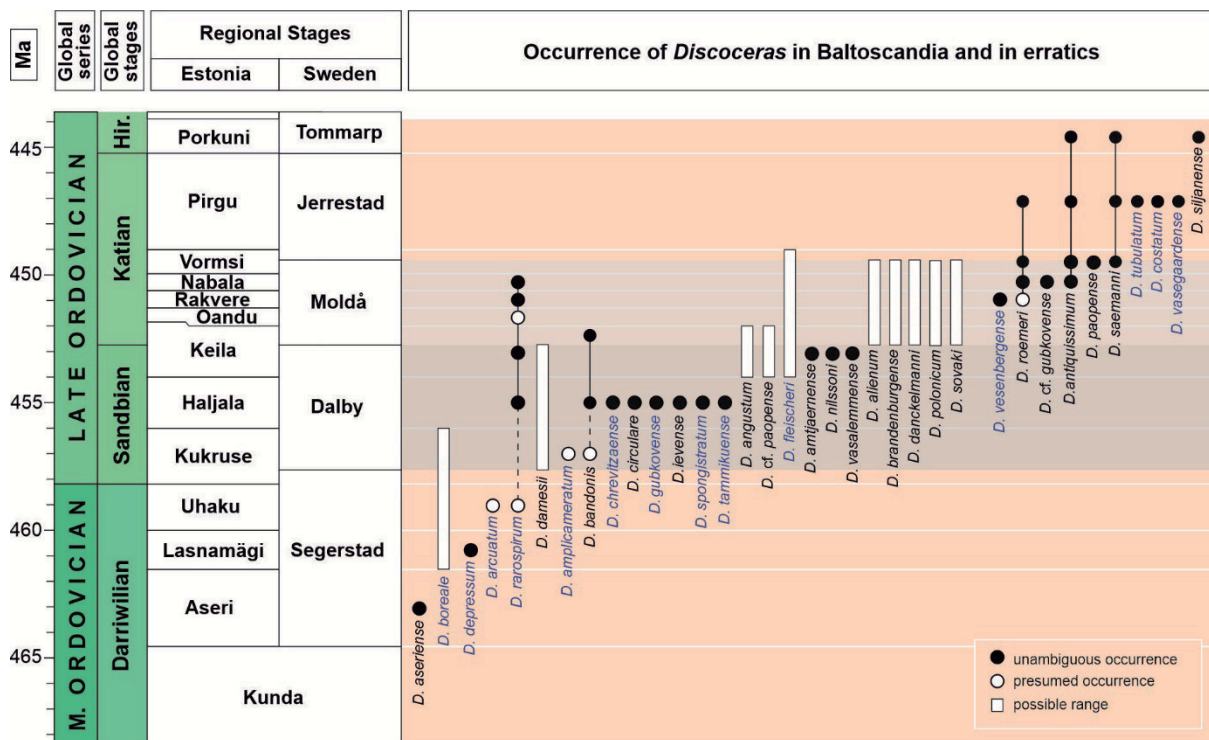 Ma
Global series
Global stages
Regional Stages
Estonia
Sweden
Occurrence of Discoceras in Baltoscandia and in erratics
445
450
455
460
465
LATE ORDOVICIAN
M. ORDOVICIAN
Hir.
Katian
Sandbian
Darriwilian
Porkuni
Pirgu
Vormsi
Nabala
Rakvere
Oandu
Keila
Haljala
Kukruse
Uhaku
Lasnamägi
Aseri
Kunda
Tommarp
Jerrestad
Moldå
Dalby
Segerstad
D. aseriense
D. boreale
D. depressum
D. arcuatum
D. rarospirum
D. damesii
D. amplicameratum
D. bandonis
D. chrevitzaense
D. circulare
D. gubkovense
D. ievense
D. spongistratum
D. tammikuense
D. angustum
D. cf. paopense
D. fleischeri
D. amtjaernense
D. nilssoni
D. vasalemmense
D. alienum
D. brandenburgense
D. danckelmanni
D. polonicum
D. sovaki
D. vesenbergense
D. roemeri
D. cf. gubkovense
D. antiquissimum
D. paopense
D. saemanni
D. tubulatum
D. costatum
D. vasegaardense
D. siljanense
unambiguous occurrence
presumed occurrence
possible range